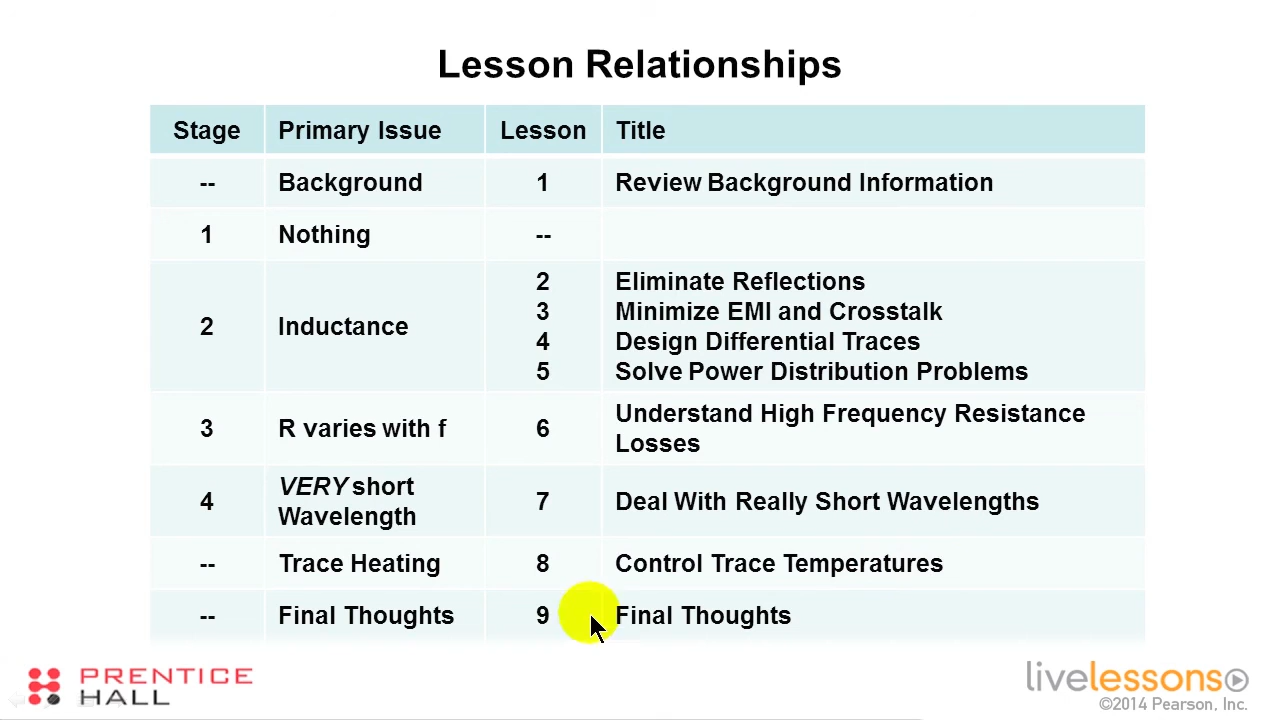 Lesson Relationships
Stage Primary Issue Lesson Title
-- Background 1 Review Background Information
1 Nothing --
2 Inductance 2 Eliminate Reflections
3 Minimize EMI and Crosstalk
4 Design Differential Traces
5 Solve Power Distribution Problems
3 R varies with f 6 Understand High Frequency Resistance
Losses
4 VERY short
Wavelength 7 Deal With Really Short Wavelengths
-- Trace Heating 8 Control Trace Temperatures
-- Final Thoughts 9 Final Thoughts
PRENTICE
HALL
livelessons
©2014 Pearson, Inc.